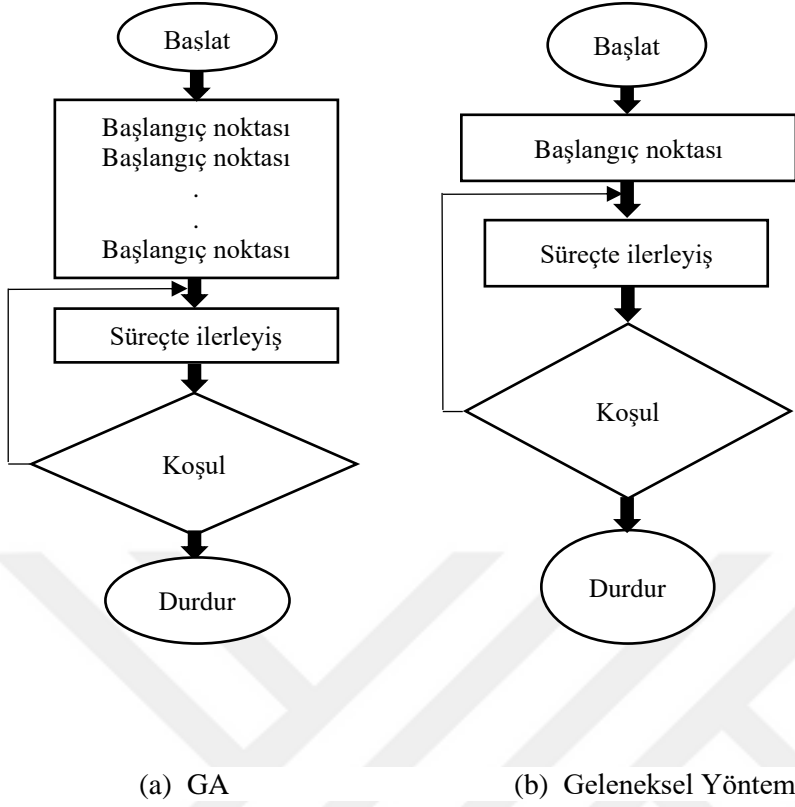 Başlat
Başlangıç noktası
Başlangıç noktası
.
.
Başlangıç noktası
Süreçte ilerleyiş
Koşul
Durdur
(a) GA
Başlat
Başlangıç noktası
Süreçte ilerleyiş
Koşul
Durdur
(b) Geleneksel Yöntem